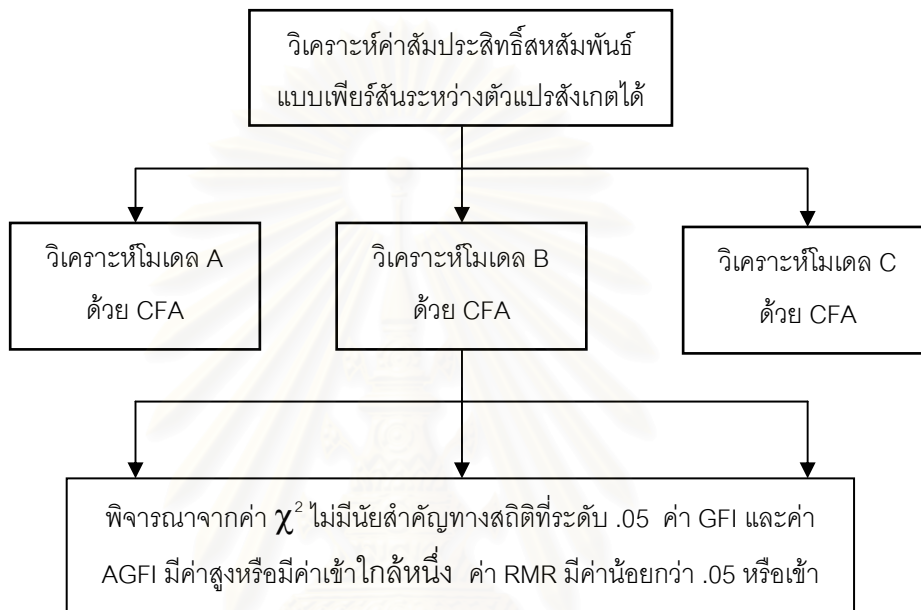 วิเคราะห์ค่าสัมประสิทธิ์สหสัมพันธ์
แบบเพียร์สันระหว่างตัวแปรสังเกตได้
วิเคราะห์โมเดล A
ด้วย CFA
วิเคราะห์โมเดล B
ด้วย CFA
วิเคราะห์โมเดล C
ด้วย CFA
พิจารณาจากค่า χ² ไม่มีนัยสำคัญทางสถิติที่ระดับ .05 ค่า GFI และค่า
AGFI มีค่าสูงหรือมีค่าเข้าใกล้หนึ่ง ค่า RMR มีค่าน้อยกว่า .05 หรือเข้า